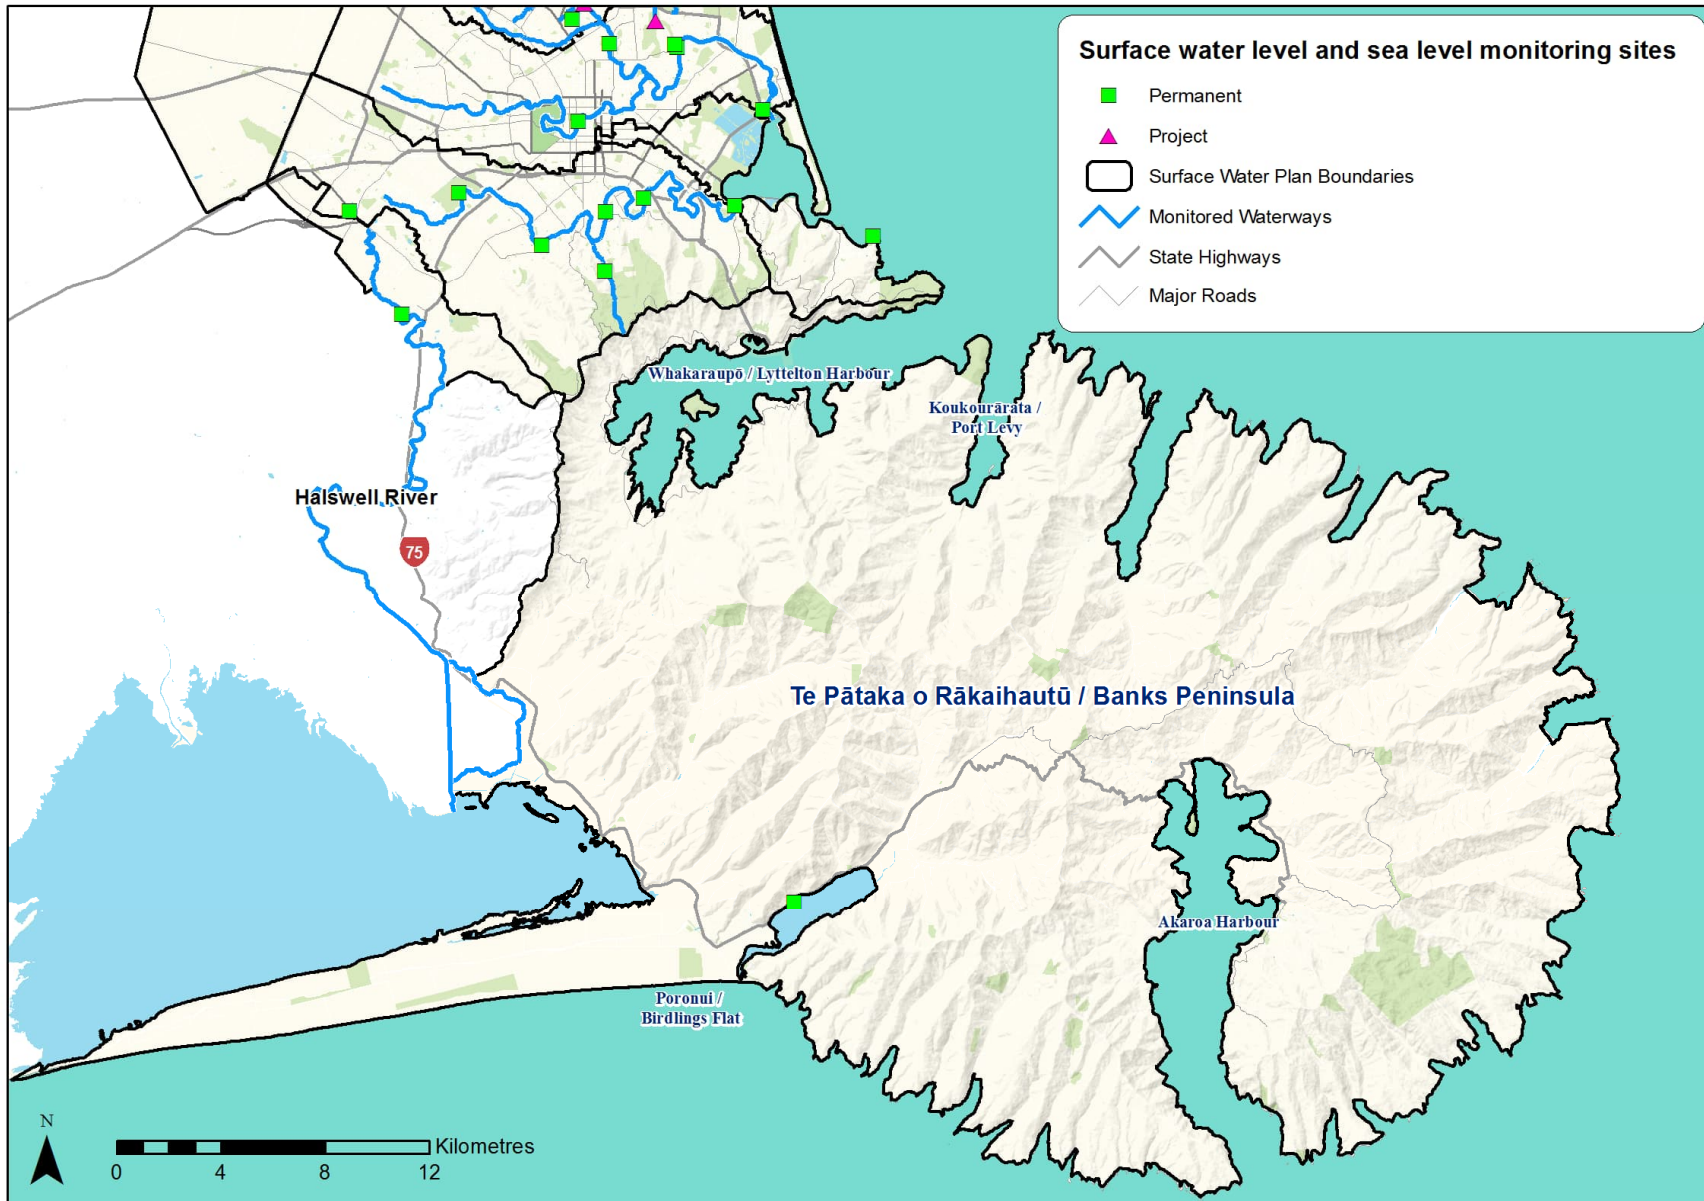 Surface water level and sea level monitoring sites
Permanent
Project
Surface Water Plan Boundaries
Monitored Waterways
State Highways
Major Roads
Whakaraupō / Lyttelton Harbour
Koukourārata /
Port Levy
Halswell River
75
Te Pātaka o Rākaihautū / Banks Peninsula
Akaroa Harbour
Poronui /
Birdlings Flat
N
Kilometres
0 4 8 12